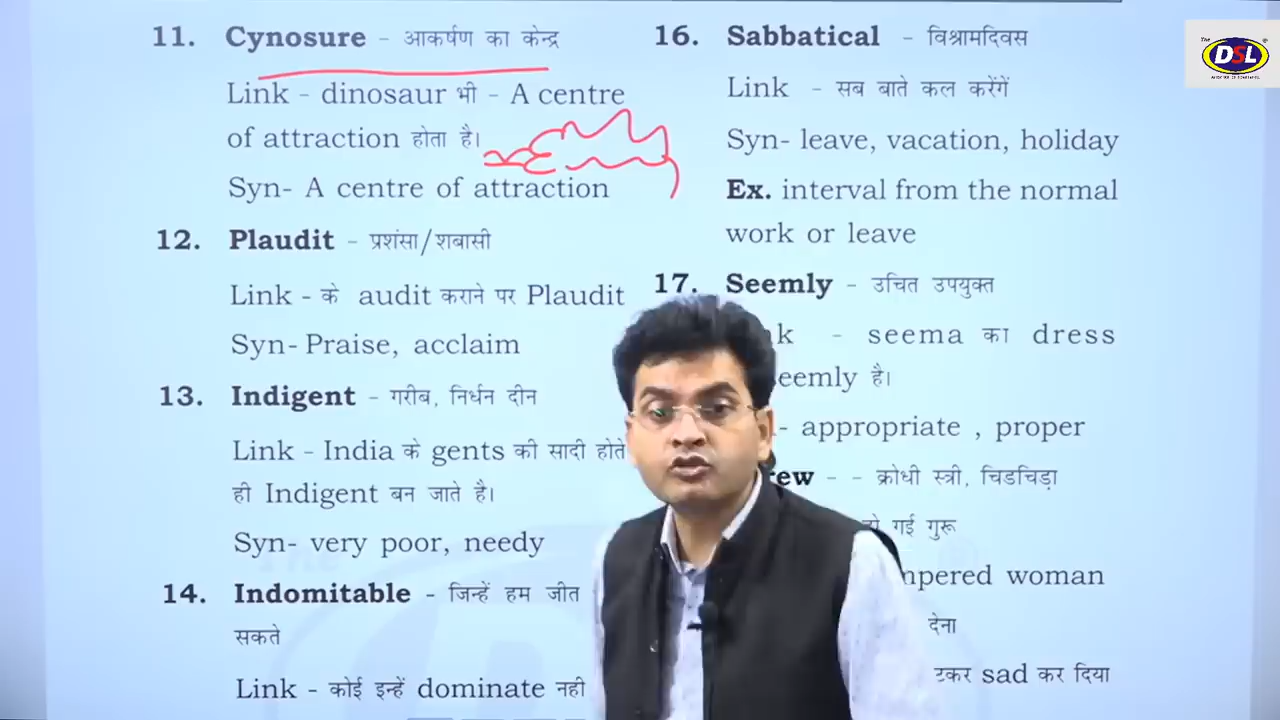 11. Cynosure - आकर्षण का केन्द्र
Link - dinosaur भी - A centre
of attraction होता है।
Syn- A centre of attraction
12. Plaudit - प्रशंसा/शबासी
Link - के audit कराने पर Plaudit
Syn- Praise, acclaim
13. Indigent - गरीब, निर्धन दीन
Link - India के gents की सादी होते
ही Indigent बन जाते है।
Syn- very poor, needy
14. Indomitable - जिन्हें हम जीत
सकते
Link - कोई इन्हें dominate नही
16. Sabbatical - विश्रामदिवस
Link - सब बाते कल करेंगें
Syn- leave, vacation, holiday
Ex. interval from the normal
work or leave
17. Seemly - उचित उपयुक्त
- seema का dress
है।
- appropriate , proper
- - क्रोधी स्त्री, चिडचिड़ा
गई गुरू
woman
देना
sad कर दिया
The DSL